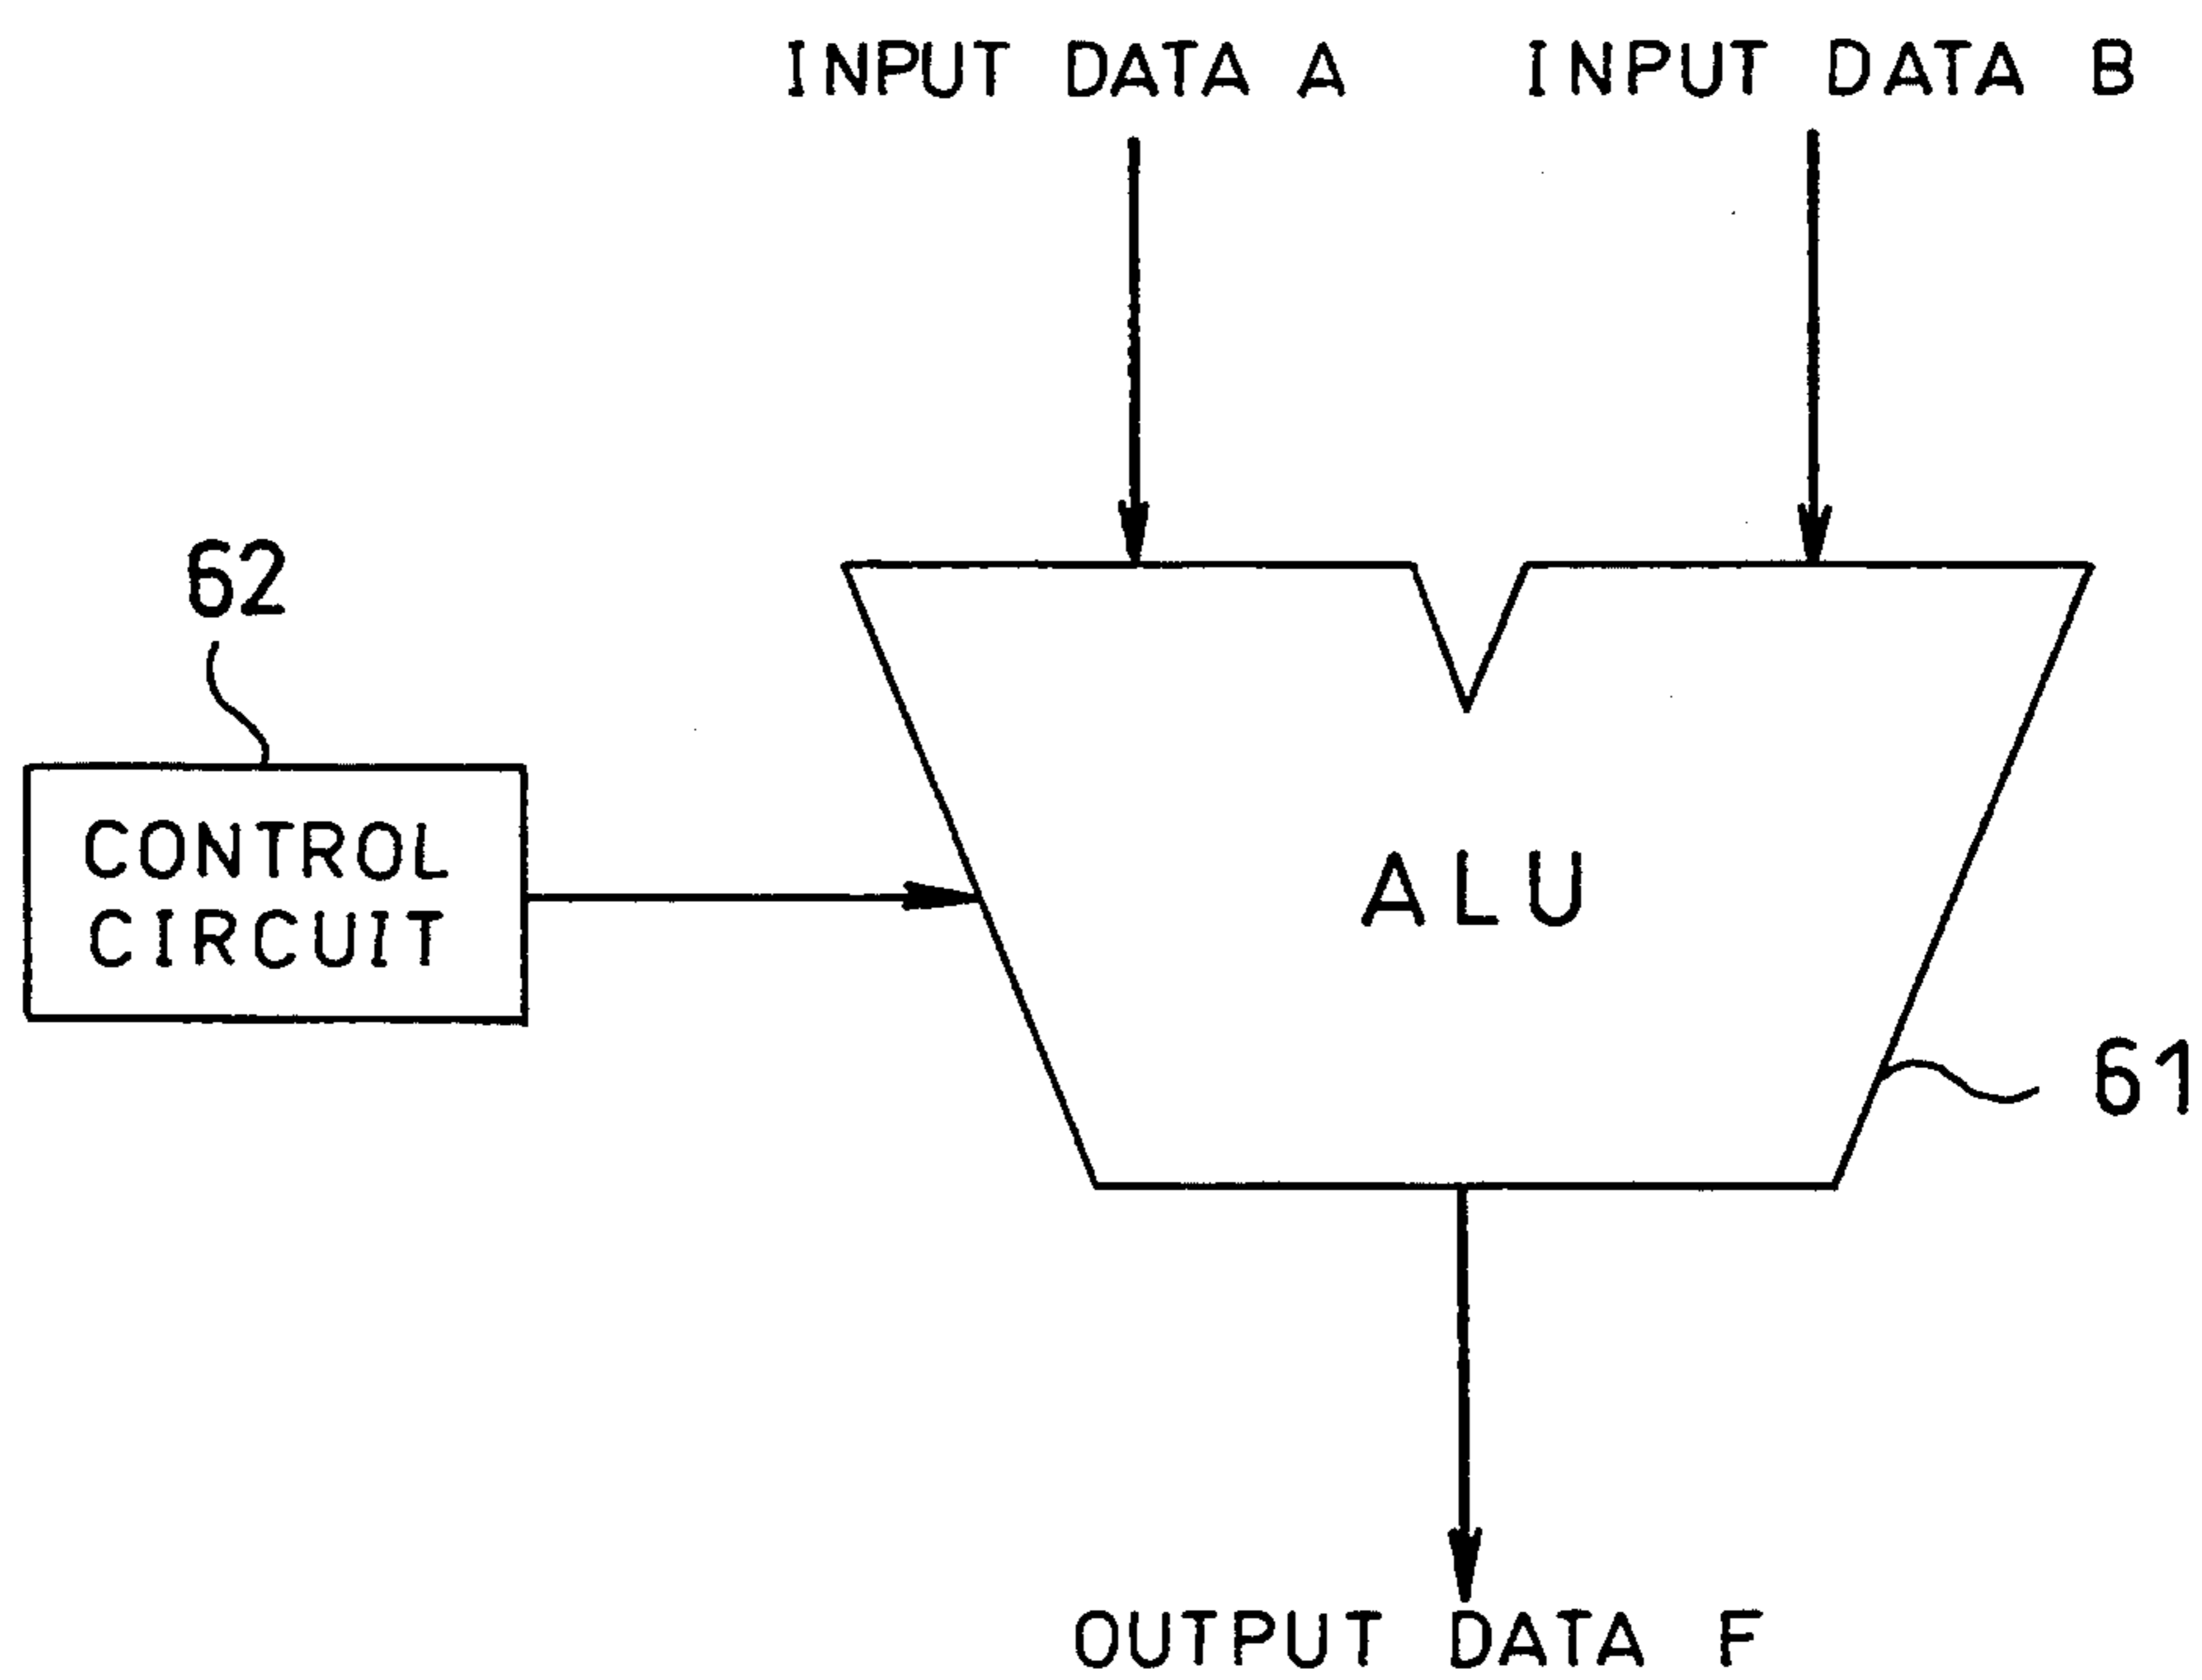 INPUT DATA A
INPUT DATA B
62
CONTROL
CIRCUIT
ALU
61
OUTPUT DATA F